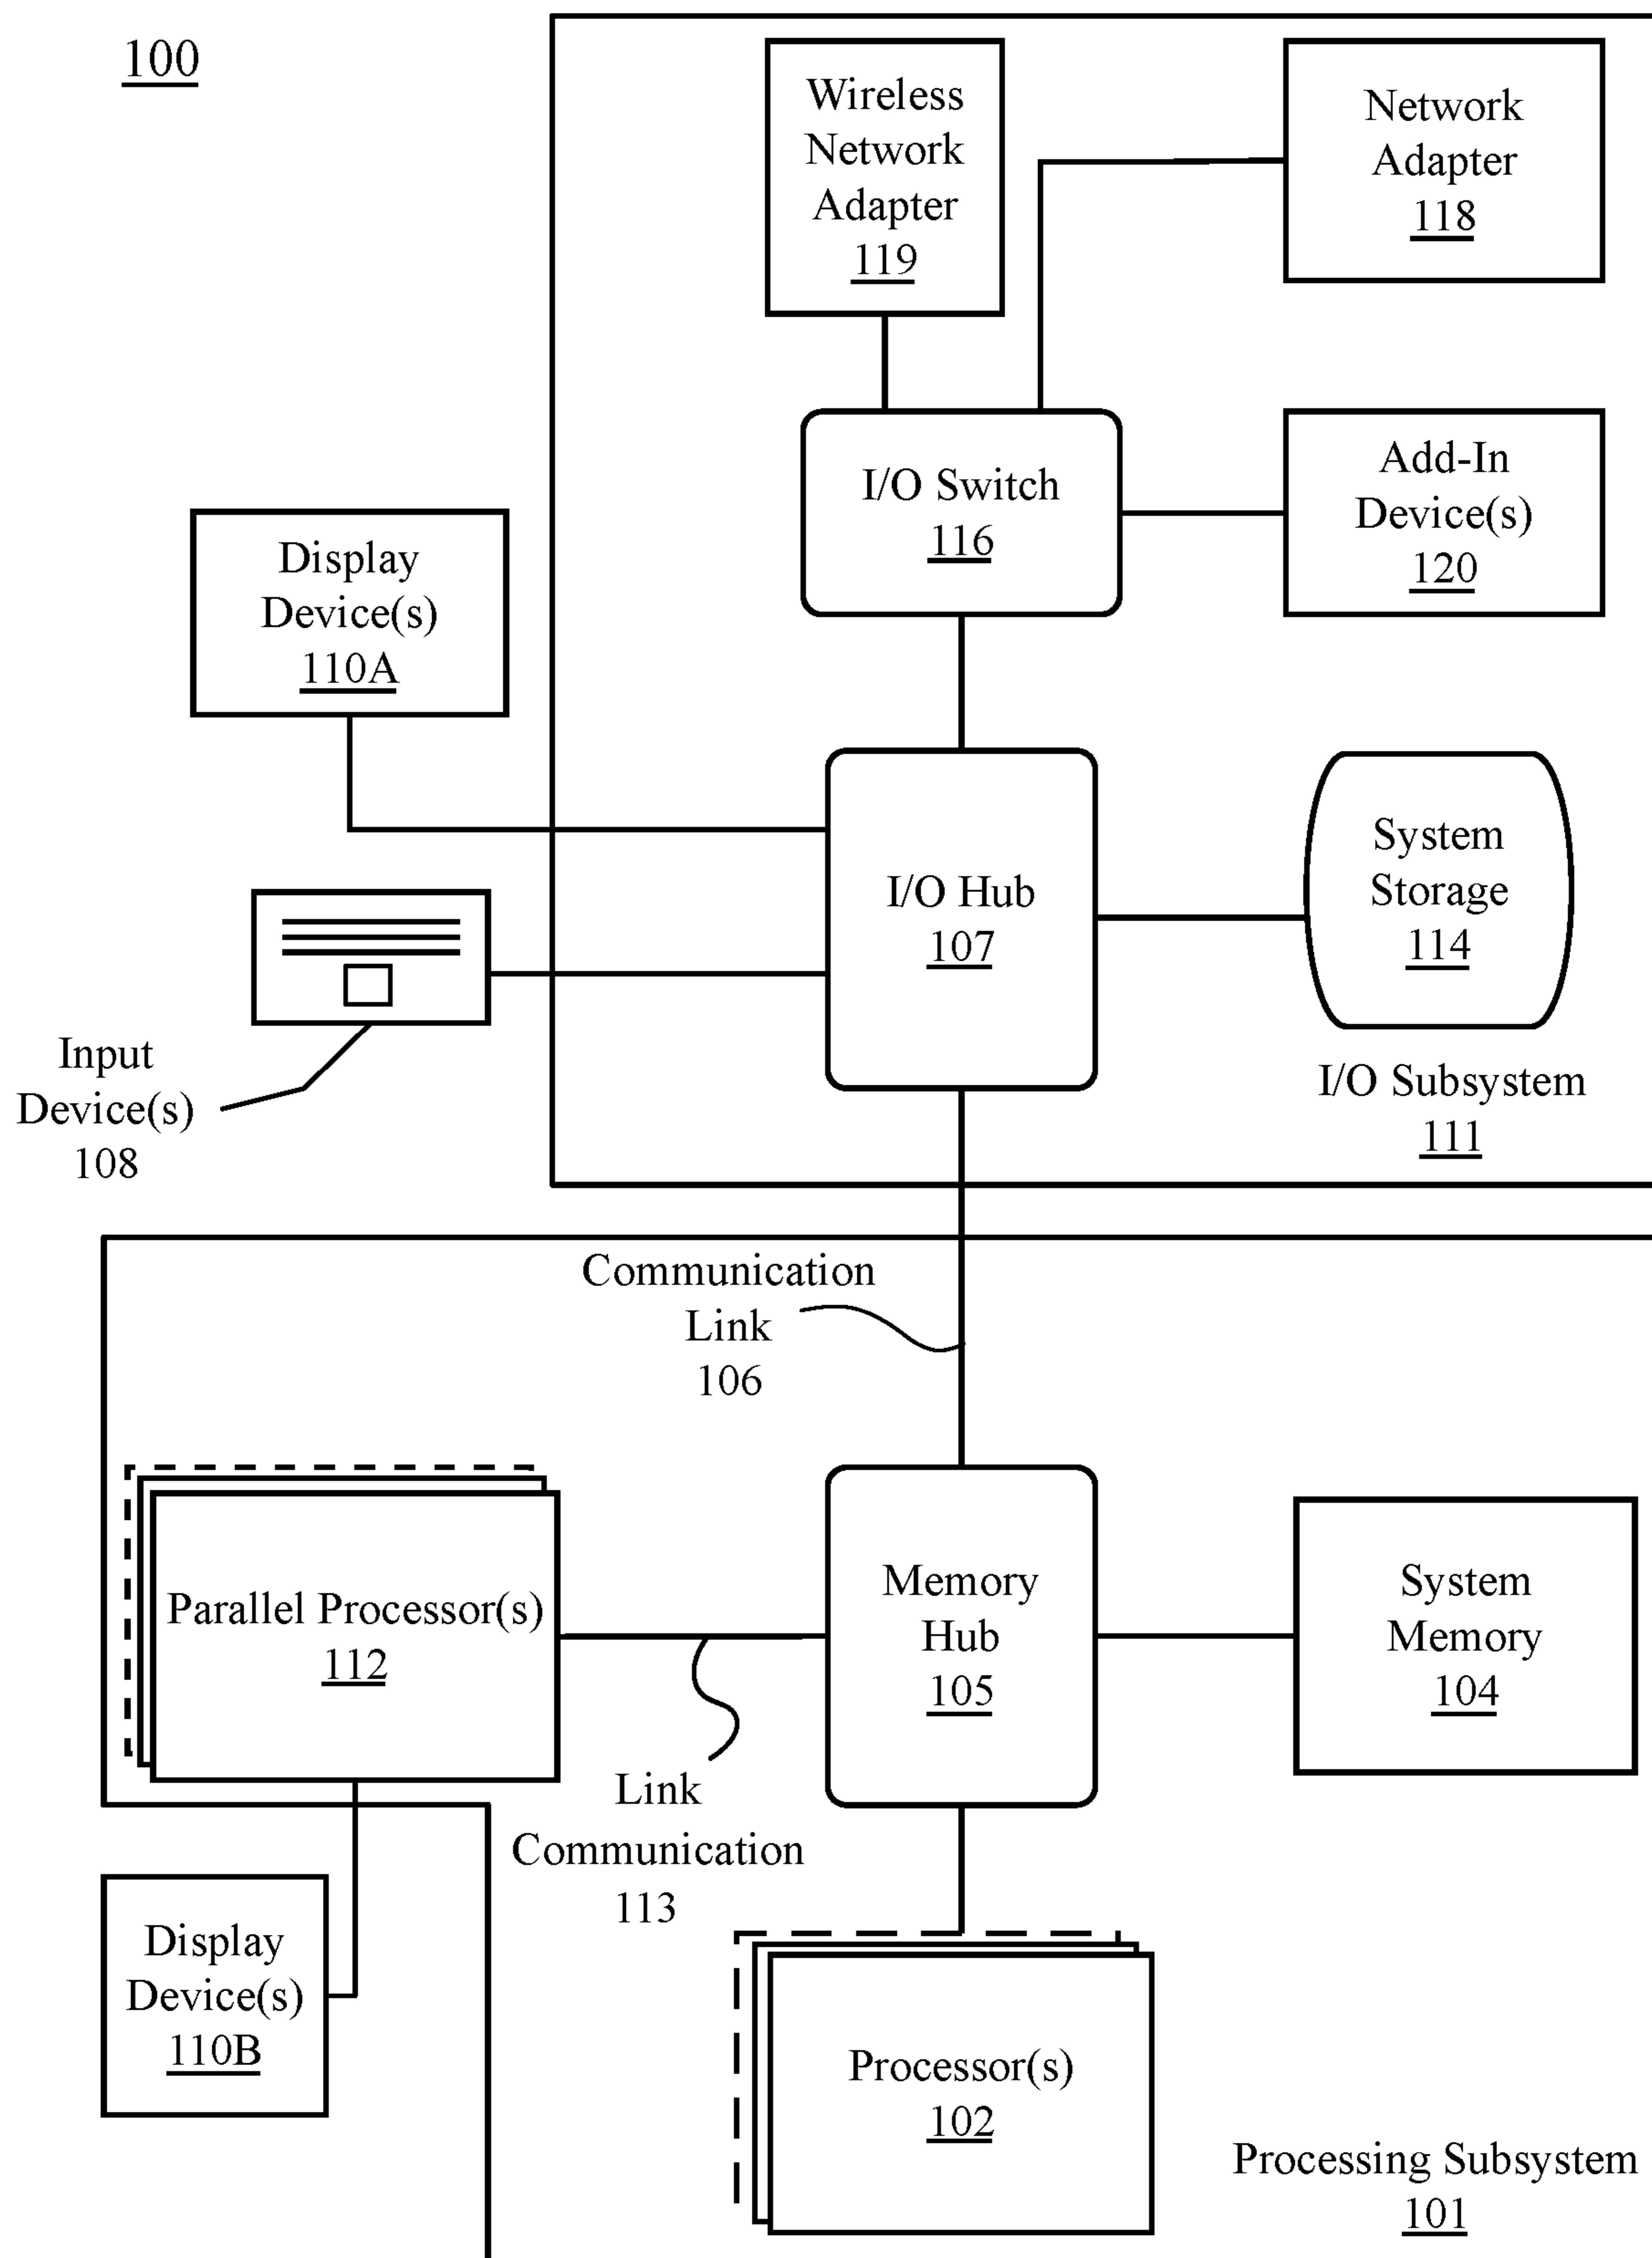 100
Wireless
Network
Adapter
119
Network
Adapter
118
I/O Switch
116
Add-In
Device(s)
120
Display
Device(s)
110A
I/O Hub
107
System
Storage
114
Input
Device(s)
108
I/O Subsystem
111
Communication
Link
106
Parallel Processor(s)
112
Memory
Hub
105
System
Memory
104
Link
Communication
113
Display
Device(s)
110B
Processor(s)
102
Processing Subsystem
101